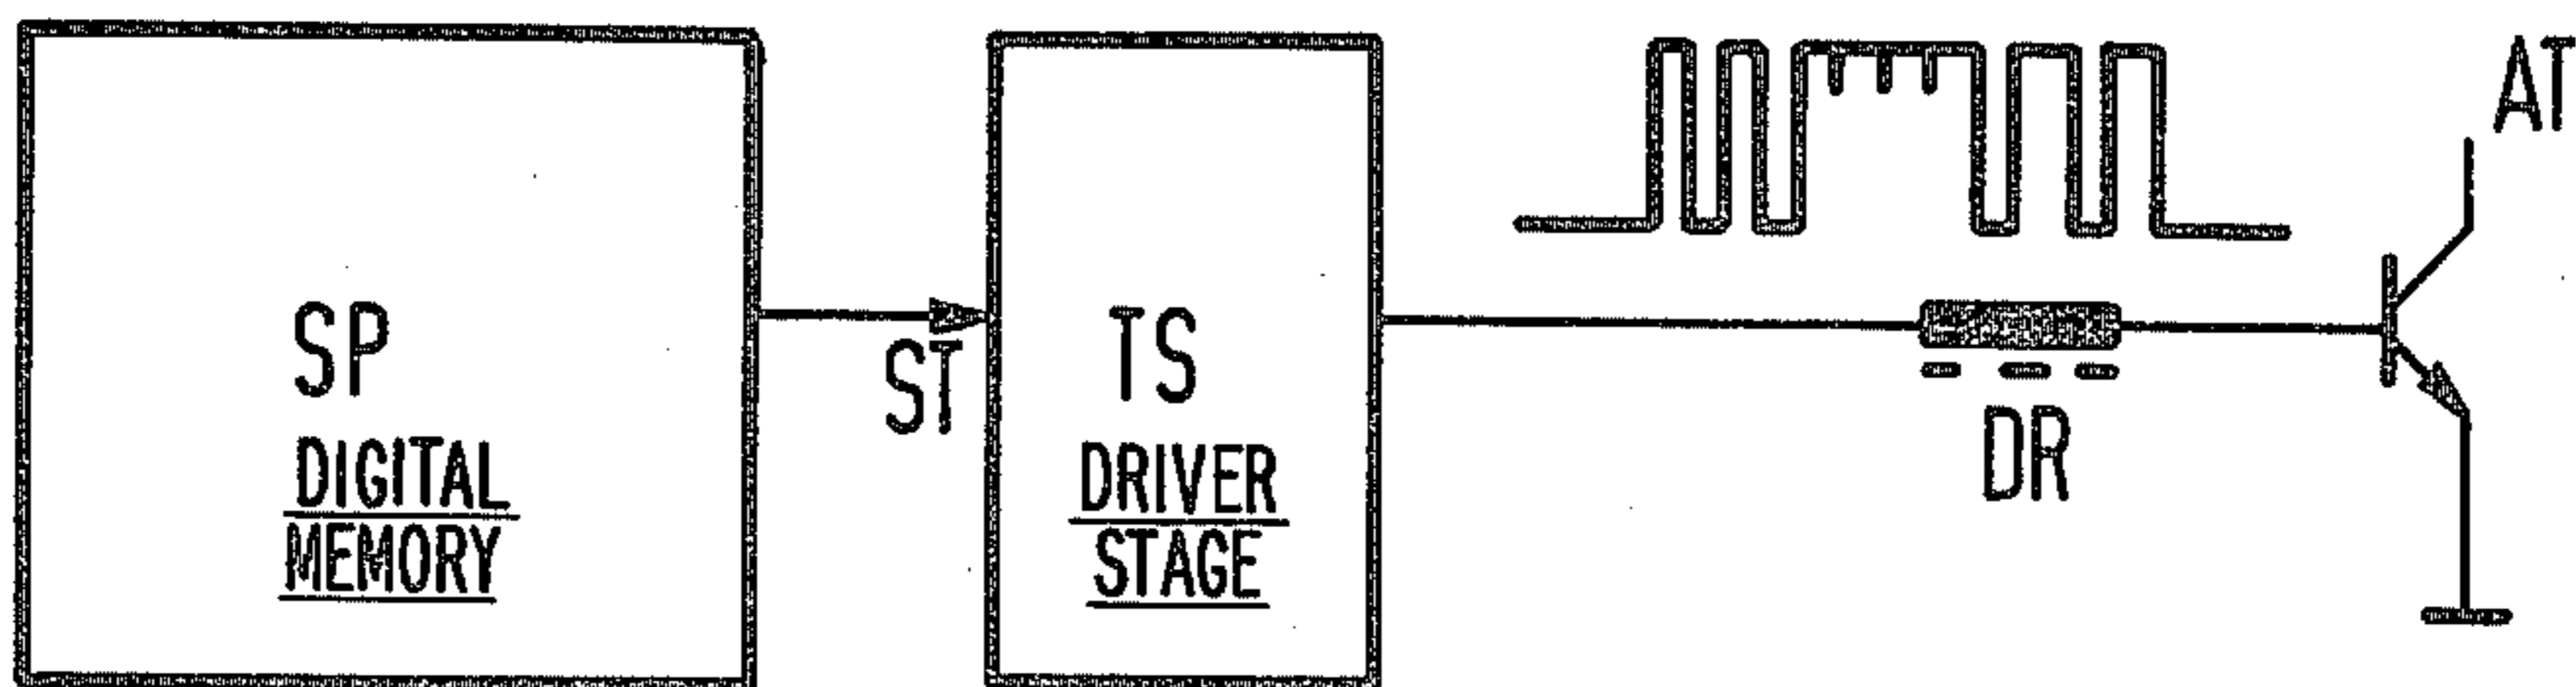 SP
DIGITAL
MEMORY
ST
TS
DRIVER
STAGE
DR
AT